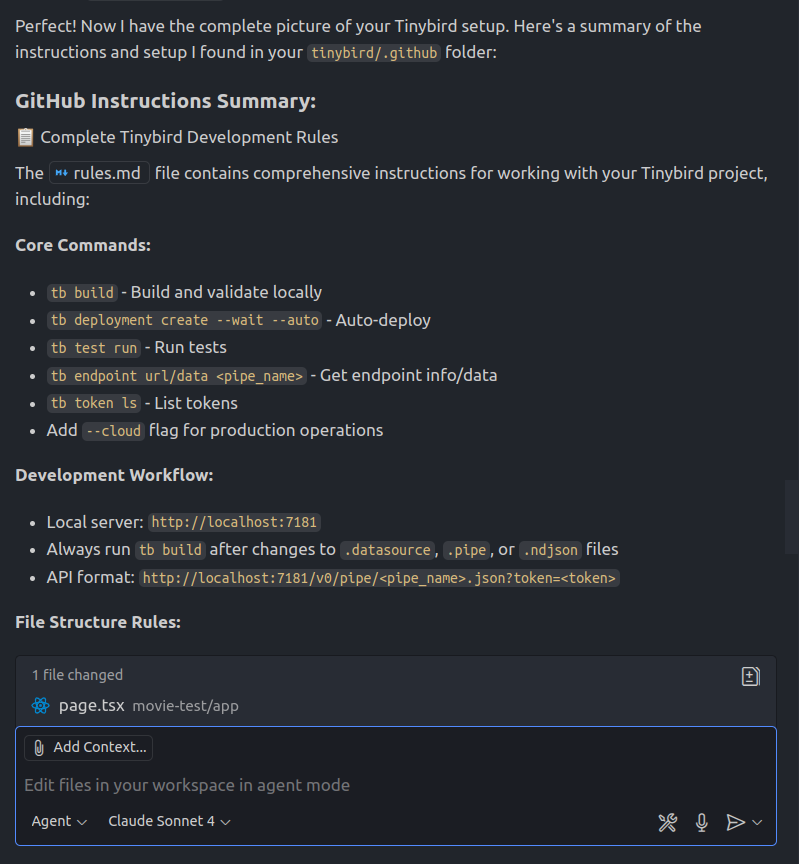 Perfect! Now I have the complete picture of your Tinybird setup. Here's a summary of the
instructions and setup I found in your tinybird/.github folder:
GitHub Instructions Summary:
📋 Complete Tinybird Development Rules
The rules.md file contains comprehensive instructions for working with your Tinybird project,
including:
Core Commands:
• tb build - Build and validate locally
• tb deployment create --wait --auto - Auto-deploy
• tb test run - Run tests
• tb endpoint url/data <pipe_name> - Get endpoint info/data
• tb token ls - List tokens
• Add --cloud flag for production operations
Development Workflow:
• Local server: http://localhost:7181
• Always run tb build after changes to .datasource, .pipe, or .ndjson files
• API format: http://localhost:7181/v0/pipe/<pipe_name>.json?token=<token>
File Structure Rules:
1 file changed
page.tsx movie-test/app
Add Context...
Edit files in your workspace in agent mode
Agent Claude Sonnet 4